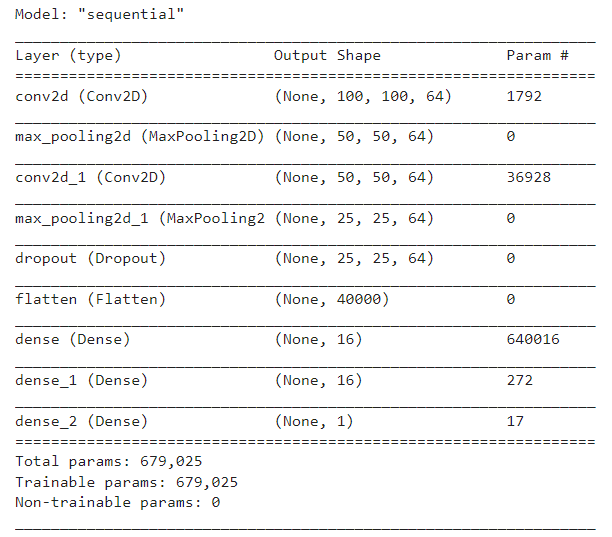 Model: "sequential"
Layer (type) Output Shape Param #
conv2d (Conv2D) (None, 100, 100, 64) 1792
max_pooling2d (MaxPooling2D) (None, 50, 50, 64) 0
conv2d_1 (Conv2D) (None, 50, 50, 64) 36928
max_pooling2d_1 (MaxPooling2 (None, 25, 25, 64) 0
dropout (Dropout) (None, 25, 25, 64) 0
flatten (Flatten) (None, 40000) 0
dense (Dense) (None, 16) 640016
dense_1 (Dense) (None, 16) 272
dense_2 (Dense) (None, 1) 17
Total params: 679,025
Trainable params: 679,025
Non-trainable params: 0